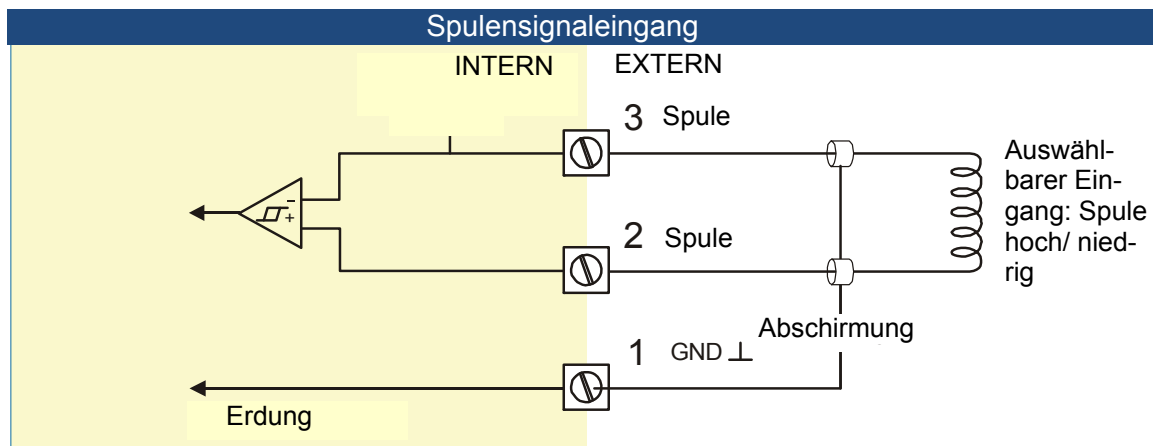 Spulensignaleingang
INTERN
EXTERN
3 Spule
2 Spule
1 GND ⊥
Abschirmung
Erdung
Auswähl-
barer Ein-
gang: Spule
hoch/ nied-
rig
- 
+